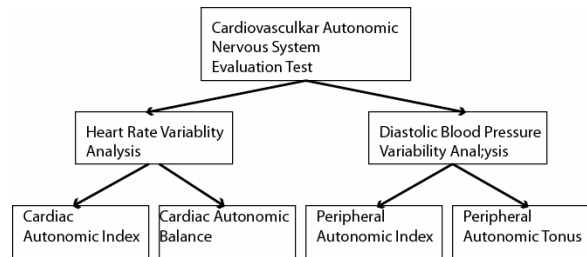 Cardiovasculkar Autonomic
Nervous System
Evaluation Test
Heart Rate Variablity
Analysis
Diastolic Blood Pressure
Variability Anal;ysis
Cardiac
Autonomic Index
Cardiac Autonomic
Balance
Peripheral
Autonomic Index
Peripheral
Autonomic Tonus